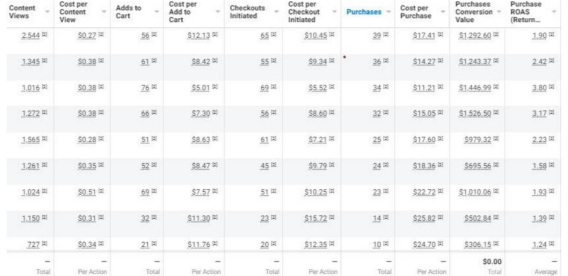 Content Views Cost per Content View Adds to Cart Cost per Add to Cart Checkouts Initiated Cost per Checkout Initiated Purchases Cost per Purchase Purchases Conversion Value Purchase ROAS (Return...
2,544 $0.27 56 $12.13 65 $10.45 39 $17.41 $1,292.60 1.90
1,345 $0.38 61 $8.42 55 $9.34 36 $14.27 $1,243.37 2.42
1,016 $0.38 76 $5.01 69 $5.52 34 $11.21 $1,446.99 3.80
1,272 $0.38 66 $7.30 56 $8.60 32 $15.05 $1,526.50 3.17
1,565 $0.28 51 $8.63 61 $7.21 25 $17.60 $979.32 2.23
1,261 $0.35 52 $8.47 45 $9.79 24 $18.36 $695.56 1.58
1,024 $0.51 69 $7.57 51 $10.25 23 $22.72 $1,010.06 1.93
1,150 $0.31 32 $11.30 23 $15.72 14 $25.82 $502.84 1.39
727 $0.34 21 $11.76 20 $12.35 10 $24.70 $306.15 1.24
— — — — — — — — $0.00 —
Total Per Action Total Per Action Total Per Action Total Per Action Total Average